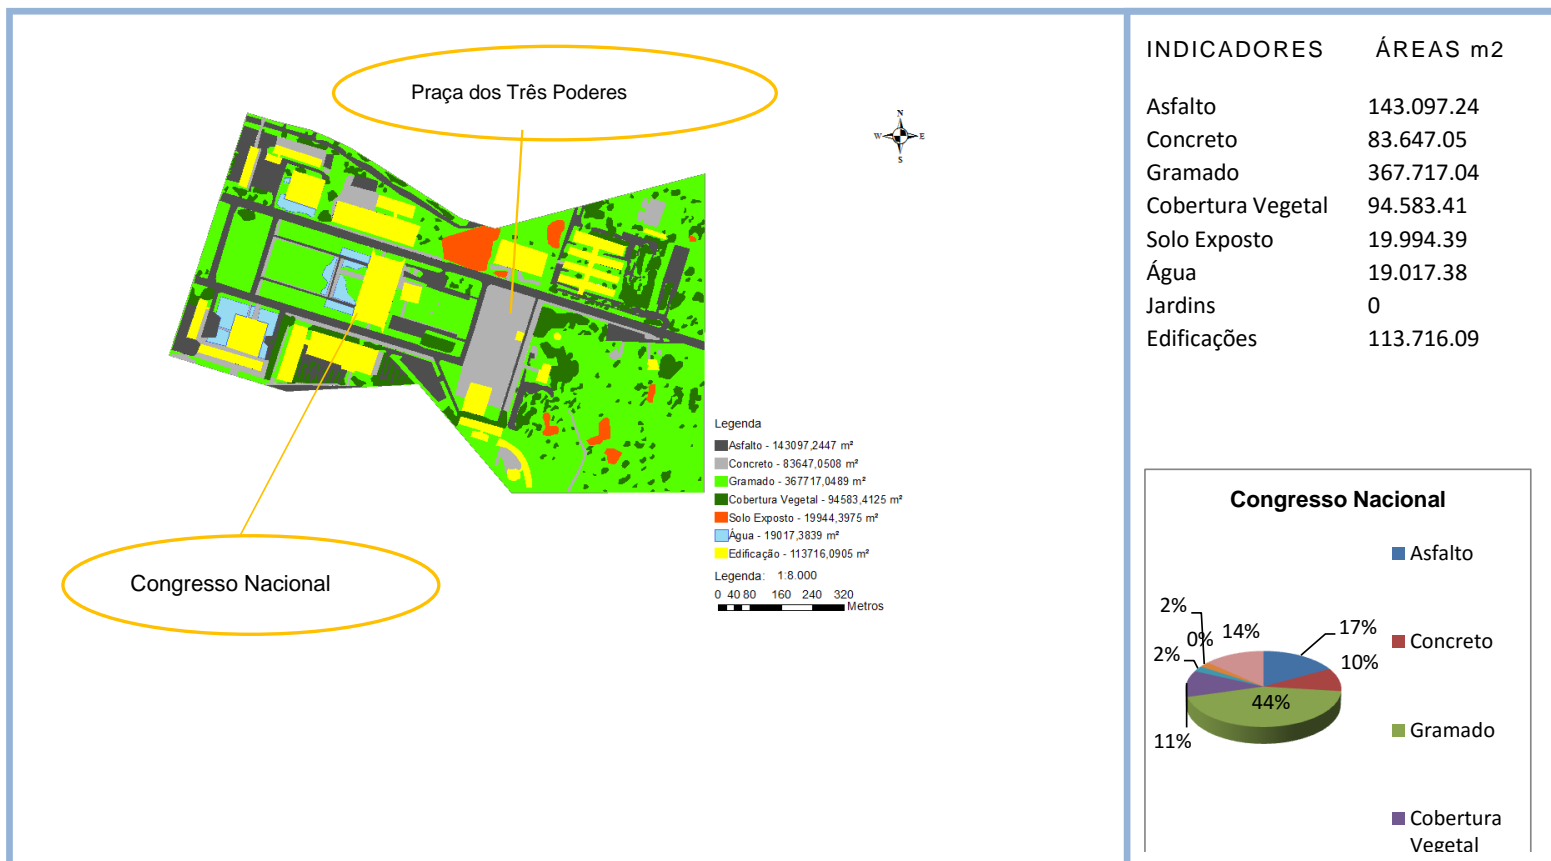 Praça dos Três Poderes
N
W E
S
Congresso Nacional
Legenda
Asfalto - 143097,2447 m²
Concreto - 83647,0508 m²
Gramado - 367717,0489 m²
Cobertura Vegetal - 94583,4125 m²
Solo Exposto - 19944,3975 m²
Água - 19017,3839 m²
Edificação - 113716,0905 m²
Legenda: 1:8.000
0 40 80 160 240 320
Metros
INDICADORES ÁREAS m2
Asfalto 143.097.24
Concreto 83.647.05
Gramado 367.717.04
Cobertura Vegetal 94.583.41
Solo Exposto 19.994.39
Água 19.017.38
Jardins 0
Edificações 113.716.09
Congresso Nacional
17%
10%
44%
11%
2%
2%
0%
14%
Asfalto
Concreto
Gramado
Cobertura
Vegetal